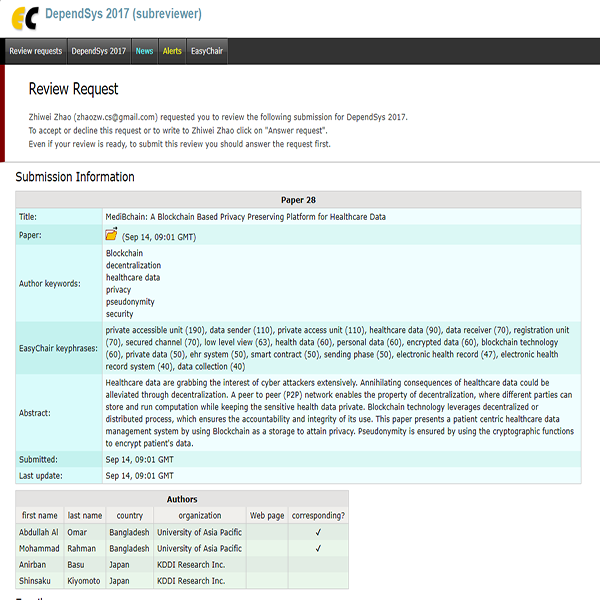 EC DependSys 2017 (subreviewer)
Review requests DependSys 2017 News Alerts EasyChair
Review Request
Zhiwei Zhao (zhaozw.cs@gmail.com) requested you to review the following submission for DependSys 2017.
To accept or decline this request or to write to Zhiwei Zhao click on "Answer request".
Even if your review is ready, to submit this review you should answer the request first.
Submission Information
Paper 28
Title: MediBchain: A Blockchain Based Privacy Preserving Platform for Healthcare Data
Paper: (Sep 14, 09:01 GMT)
Author keywords:
Blockchain
decentralization
healthcare data
privacy
pseudonymity
security
EasyChair keyphrases:
private accessible unit (190), data sender (110), private access unit (110), healthcare data (90), data receiver (70), registration unit
(70), secured channel (70), low level view (63), health data (60), personal data (60), encrypted data (60), blockchain technology
(60), private data (50), ehr system (50), smart contract (50), sending phase (50), electronic health record (47), electronic health
record system (40), data collection (40)
Abstract:
Healthcare data are grabbing the interest of cyber attackers extensively. Annihilating consequences of healthcare data could be
alleviated through decentralization. A peer to peer (P2P) network enables the property of decentralization, where different parties can
store and run computation while keeping the sensitive health data private. Blockchain technology leverages decentralized or
distributed process, which ensures the accountability and integrity of its use. This paper presents a patient centric healthcare data
management system by using Blockchain as a storage to attain privacy. Pseudonymity is ensured by using the cryptographic functions
to encrypt patient's data.
Submitted: Sep 14, 09:01 GMT
Last update: Sep 14, 09:01 GMT
Authors
first name last name country organization Web page corresponding?
Abdullah Al Omar Bangladesh University of Asia Pacific ✓
Mohammad Rahman Bangladesh University of Asia Pacific ✓
Anirban Basu Japan KDDI Research Inc.
Shinsaku Kiyomoto Japan KDDI Research Inc.